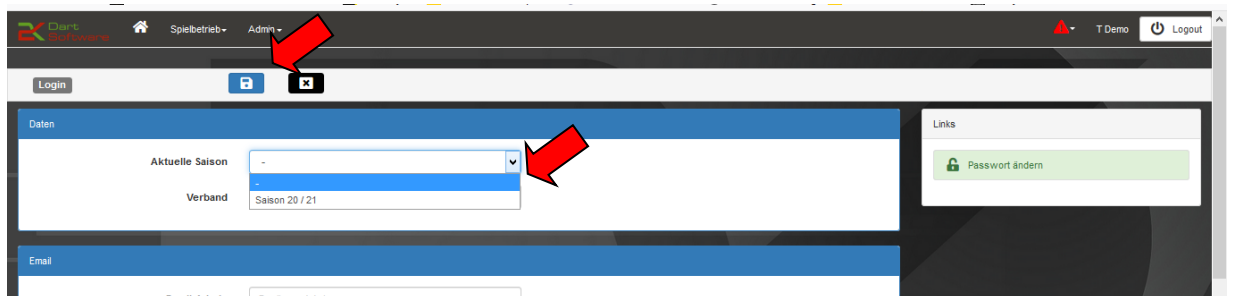 Dart
Software
Spielbetrieb
Admin
T Demo
Logout
Login
Daten
Links
Aktuelle Saison
-
Passwort ändern
-
Verband
Saison 20 / 21
Email